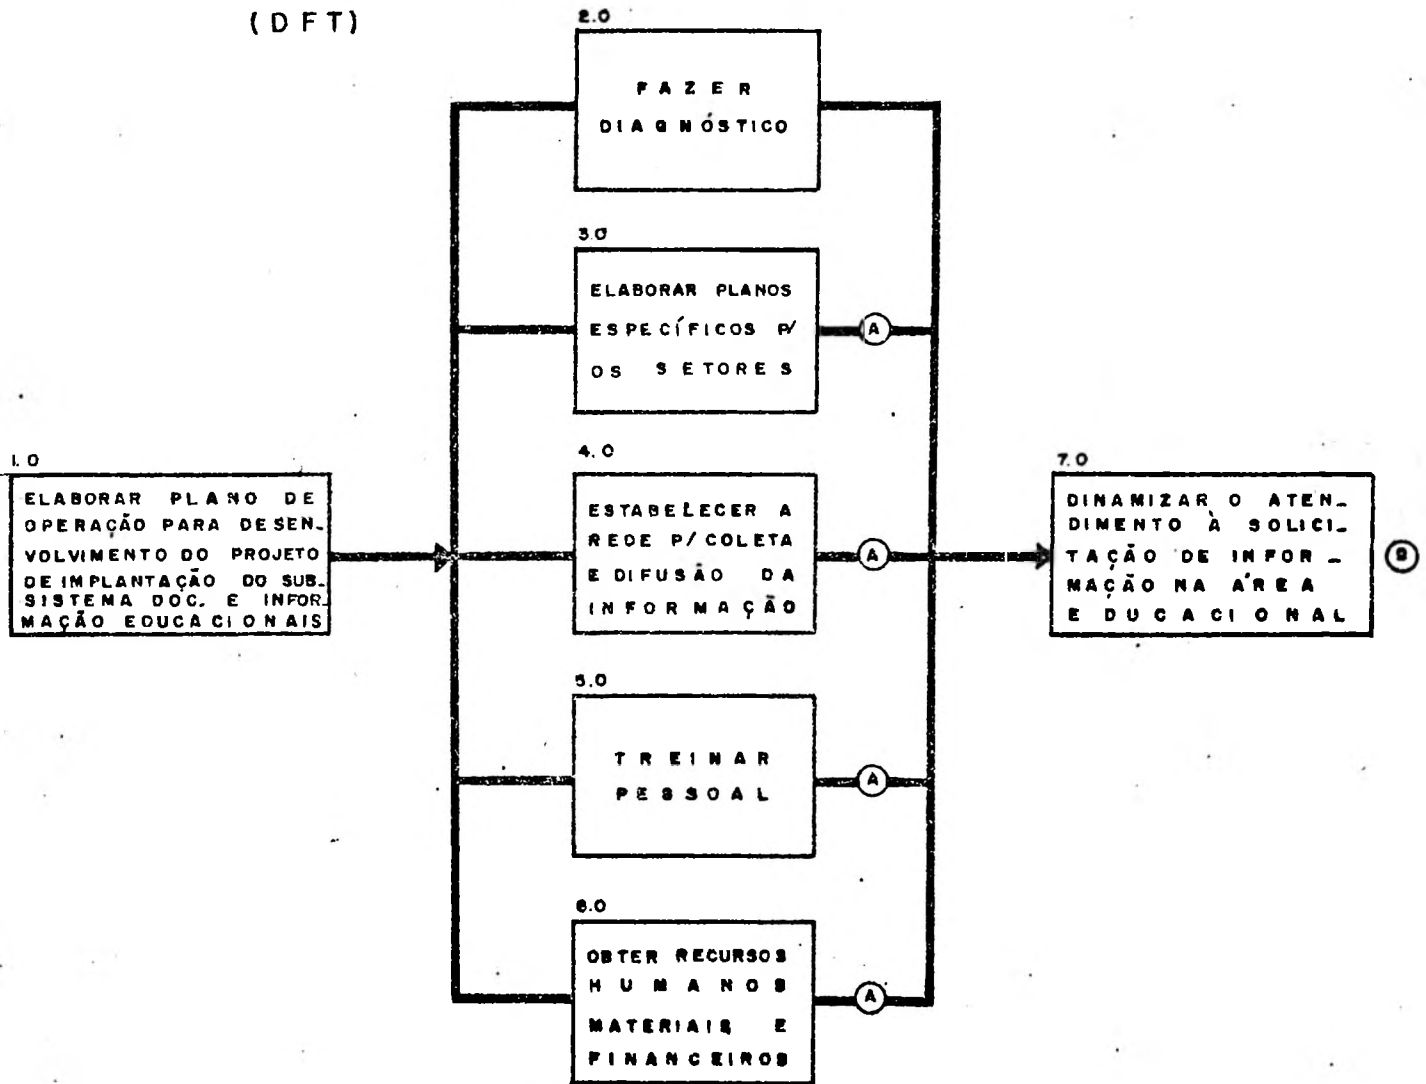 (DFT)
1.0
ELABORAR PLANO DE
OPERAÇÃO PARA DESEN-
VOLVIMENTO DO PROJETO
DE IMPLANTAÇÃO DO SUB-
SISTEMA DOC. E INFOR-
MAÇÃO EDUCACIONAIS
2.0
FAZER
DIAGNÓSTICO
3.0
ELABORAR PLANOS
ESPECÍFICOS P/
OS SETORES
A
4.0
ESTABELECER A
REDE P/ COLETA
E DIFUSÃO DA
INFORMAÇÃO
A
5.0
TREINAR
PESSOAL
A
6.0
OBTER RECURSOS
HUMANOS
MATERIAIS E
FINANCEIROS
A
7.0
DINAMIZAR O ATEN-
DIMENTO À SOLICI-
TAÇÃO DE INFOR-
MAÇÃO NA ÁREA
EDUCACIONAL